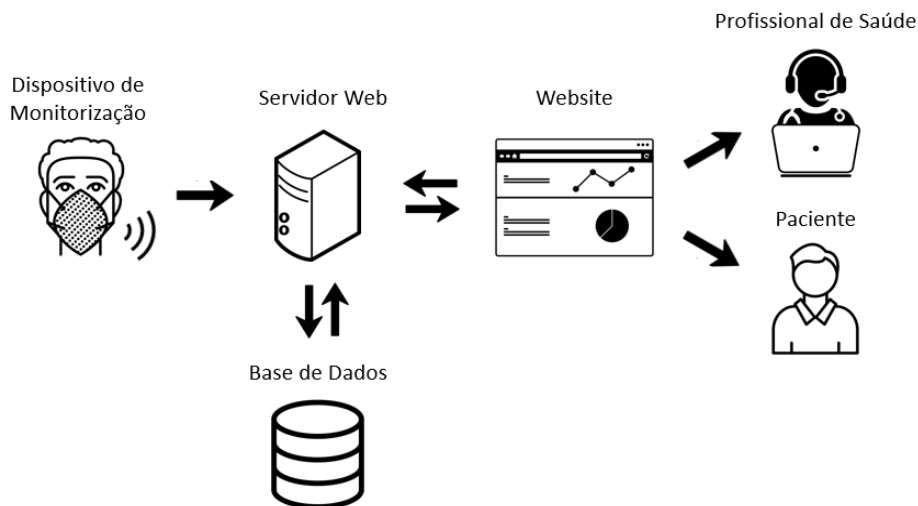 Profissional de Saúde
Dispositivo de
Monitorização
Servidor Web
Website
Paciente
Base de Dados